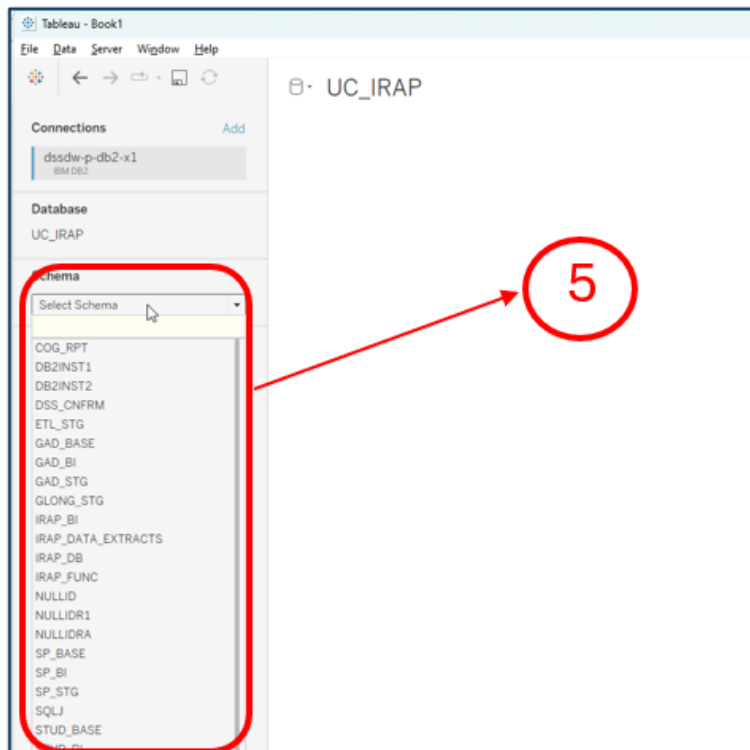 Tableau - Book1
File Data Server Window Help
UC_IRAP
Connections Add
dssdw-p-db2-x1
IBM DB2
Database
UC_IRAP
Schema
Select Schema
COG_RPT
DB2INST1
DB2INST2
DSS_CNFRM
ETL_STG
GAD_BASE
GAD_BI
GAD_STG
GLONG_STG
IRAP_BI
IRAP_DATA_EXTRACTS
IRAP_DB
IRAP_FUNC
NULLID
NULLIDR1
NULLIDRA
SP_BASE
SP_BI
SP_STG
SQLJ
STUD_BASE
5